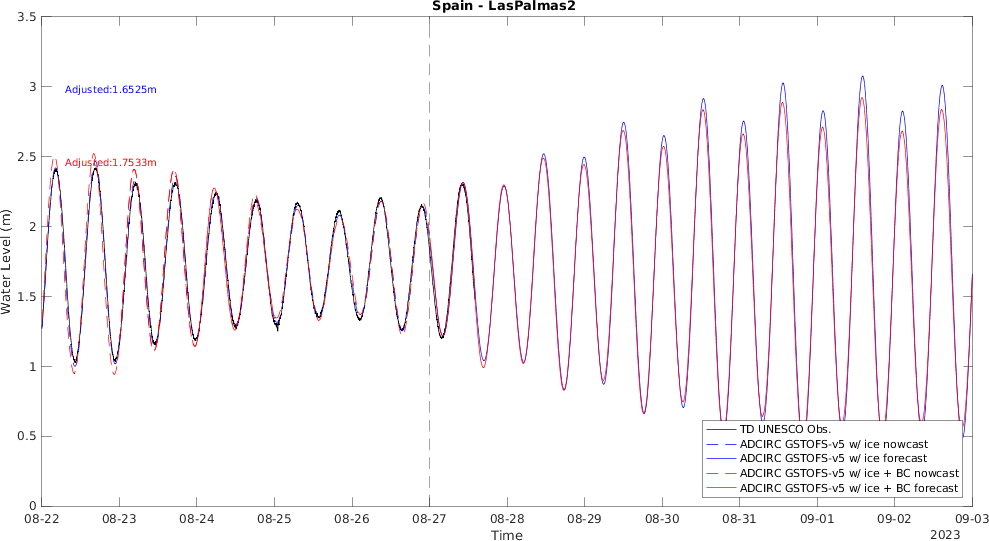 Spain - LasPalmas2
3.5
3
2.5
2
1.5
1
0.5
0
Water Level (m)
Adjusted:1.6525m
Adjusted:1.7533m
TD UNESCO Obs.
ADCIRC GSTOFS-v5 w/ ice nowcast
ADCIRC GSTOFS-v5 w/ ice forecast
ADCIRC GSTOFS-v5 w/ ice + BC nowcast
ADCIRC GSTOFS-v5 w/ ice + BC forecast
08-22 08-23 08-24 08-25 08-26 08-27 08-28 08-29 08-30 08-31 09-01 09-02 09-03
Time
2023